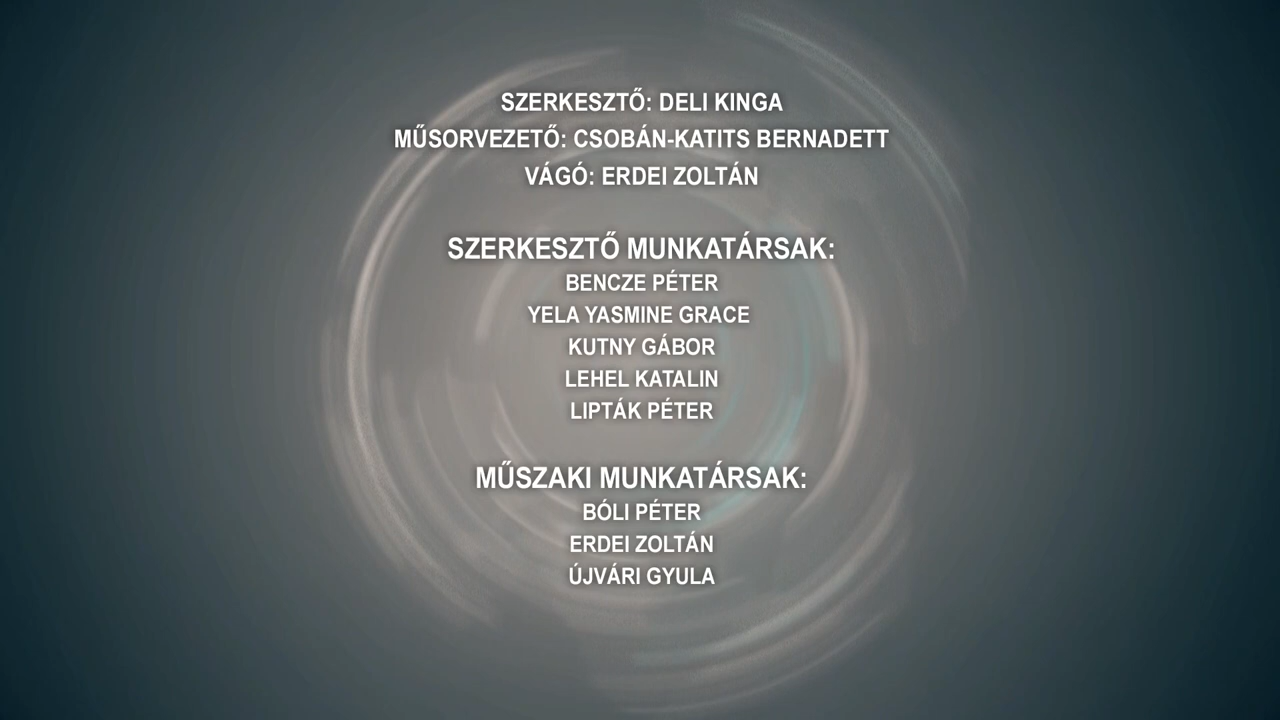 SZERKESZTŐ: DELI KINGA
MŰSORVEZETŐ: CSOBÁN-KATITS BERNADETT
VÁGÓ: ERDEI ZOLTÁN
SZERKESZTŐ MUNKATÁRSAK:
BENCZE PÉTER
YELA YASMINE GRACE
KUTNY GÁBOR
LEHEL KATALIN
LIPTÁK PÉTER
MŰSZAKI MUNKATÁRSAK:
BÓLI PÉTER
ERDEI ZOLTÁN
ÚJVÁRI GYULA